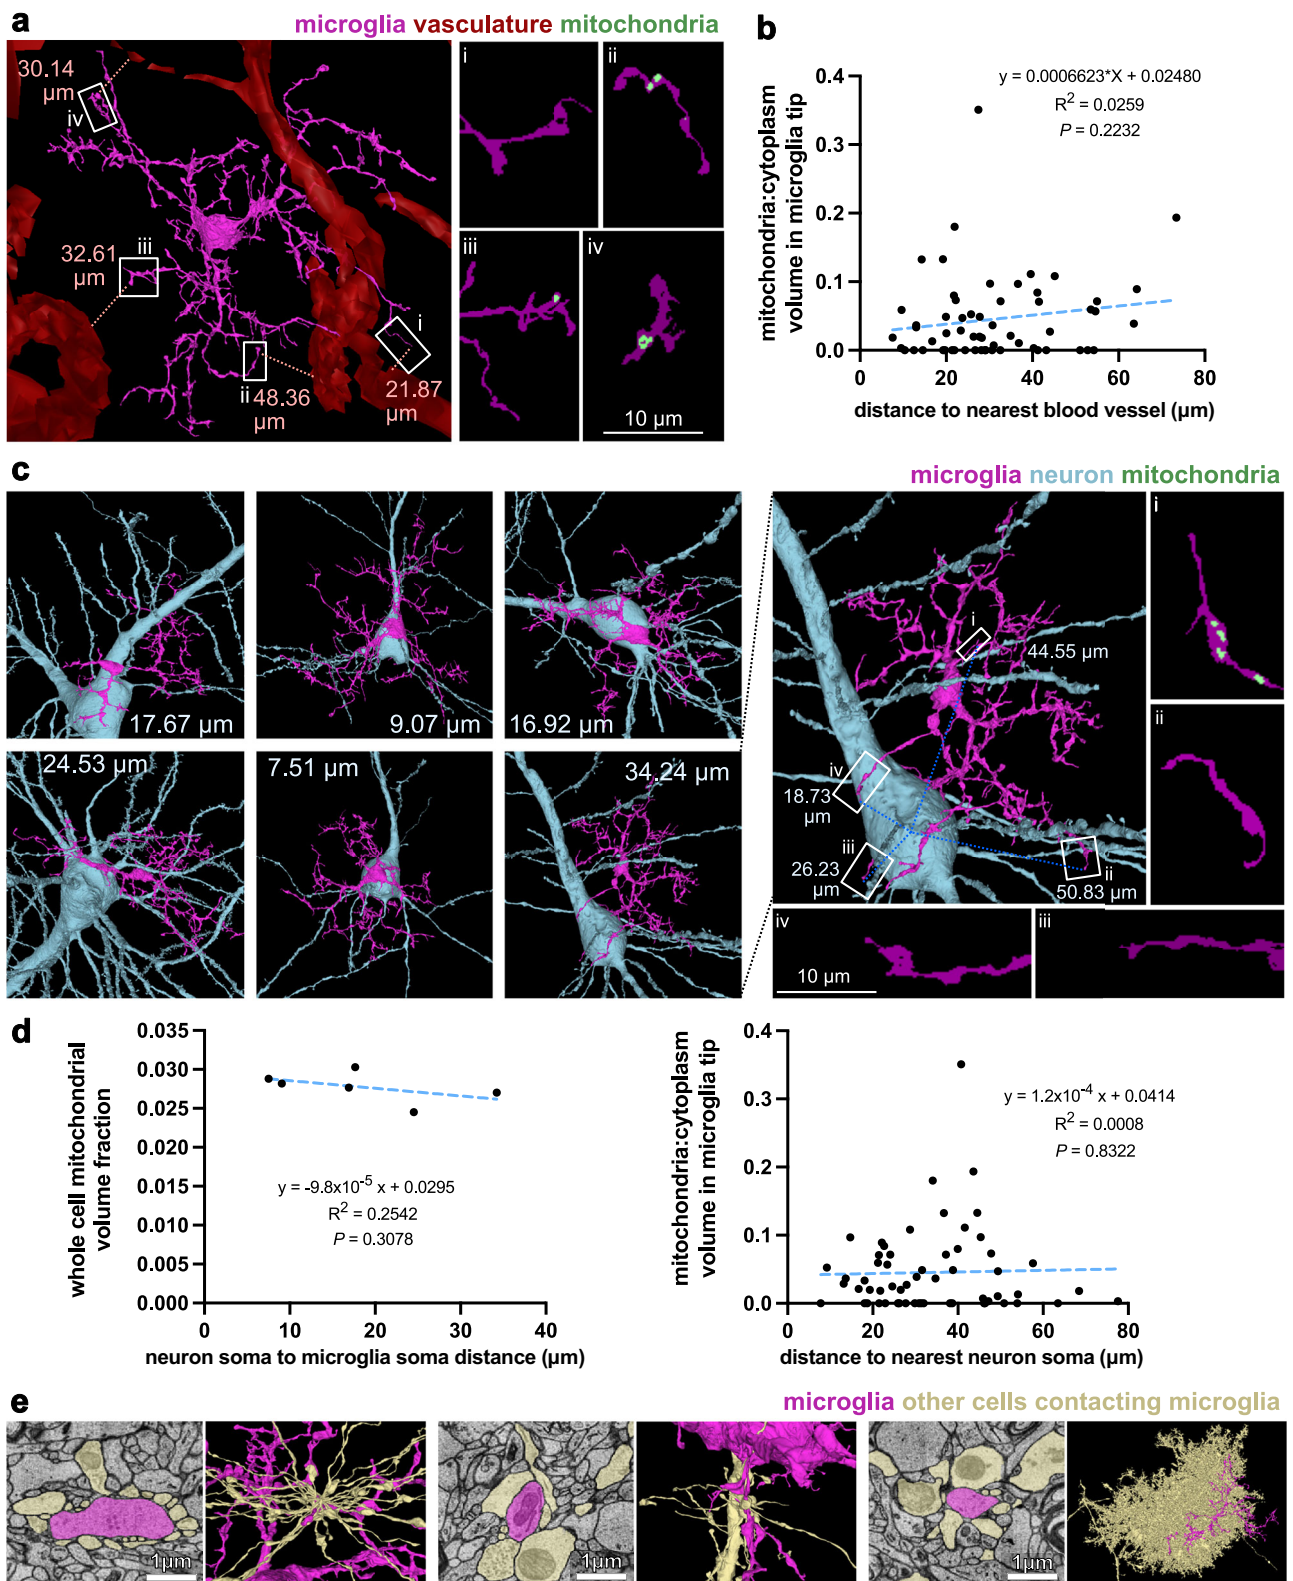 a
microglia vasculature mitochondria
30.14
µm
iv
32.61
µm
iii
i
ii
48.36
µm
21.87
µm
i
ii
iii
iv
10 µm
b
y = 0.0006623*X + 0.02480
R² = 0.0259
P = 0.2232
mitochondria:cytoplasm
volume in microglia tip
0.4
0.3
0.2
0.1
0.0
0
20
40
60
80
distance to nearest blood vessel (µm)
c
microglia neuron mitochondria
17.67 µm
9.07 µm
16.92 µm
24.53 µm
7.51 µm
34.24 µm
i
44.55 µm
iv
18.73
µm
iii
26.23
µm
ii
50.83 µm
i
ii
iv
10 µm
iii
d
whole cell mitochondrial
volume fraction
0.035
0.030
0.025
0.020
0.015
0.010
0.005
0.000
y = -9.8x10⁻⁵ x + 0.0295
R² = 0.2542
P = 0.3078
0
10
20
30
40
neuron soma to microglia soma distance (µm)
mitochondria:cytoplasm
volume in microglia tip
0.4
0.3
0.2
0.1
0.0
y = 1.2x10⁻⁴ x + 0.0414
R² = 0.0008
P = 0.8322
0
20
40
60
80
distance to nearest neuron soma (µm)
e
microglia other cells contacting microglia
1µm
1µm
1µm